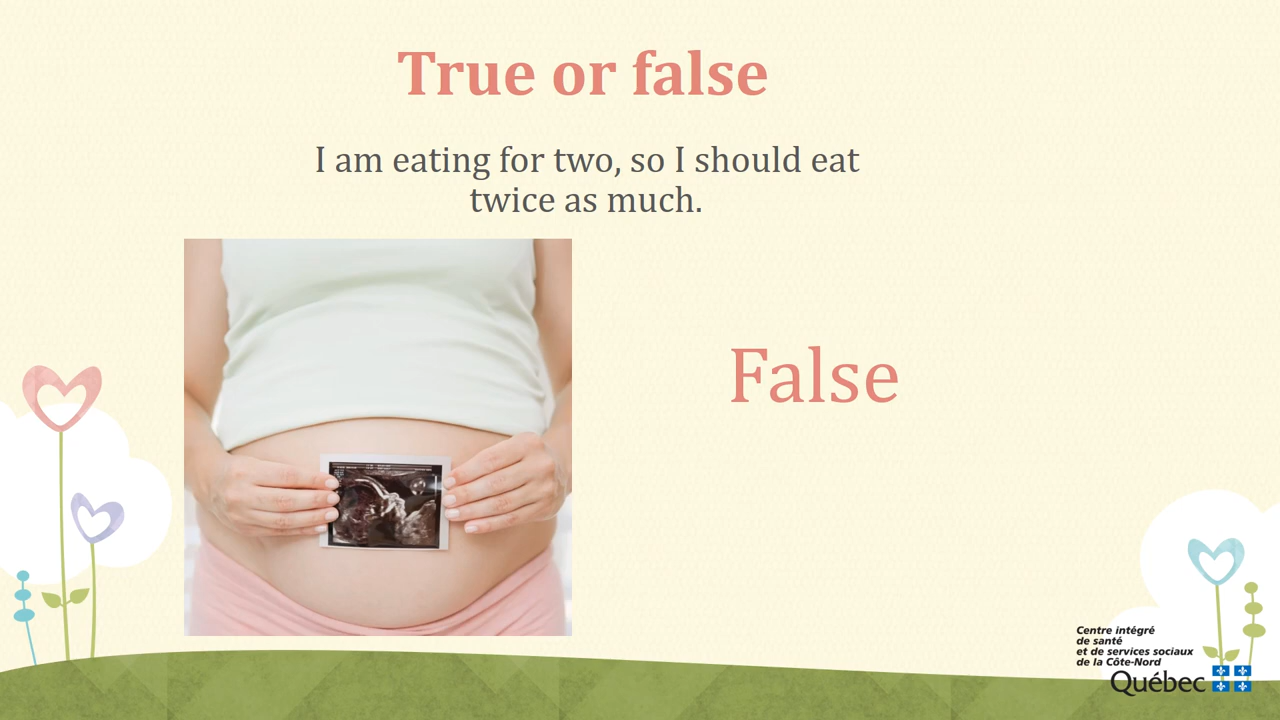 True or false
I am eating for two, so I should eat
twice as much.
False
Centre intégré
de santé
et de services sociaux
de la Côte-Nord
Québec